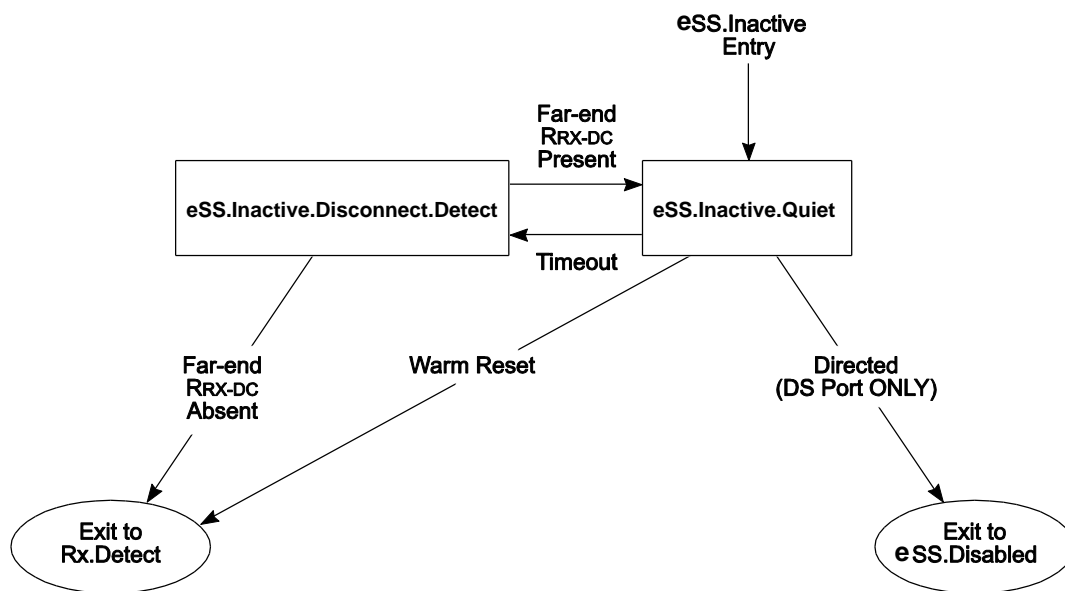 eSS.Inactive
Entry
Far-end
RRX-DC
Present
eSS.Inactive.Disconnect.Detect
eSS.Inactive.Quiet
Timeout
Far-end
RRX-DC
Absent
Warm Reset
Directed
(DS Port ONLY)
Exit to
Rx.Detect
Exit to
eSS.Disabled